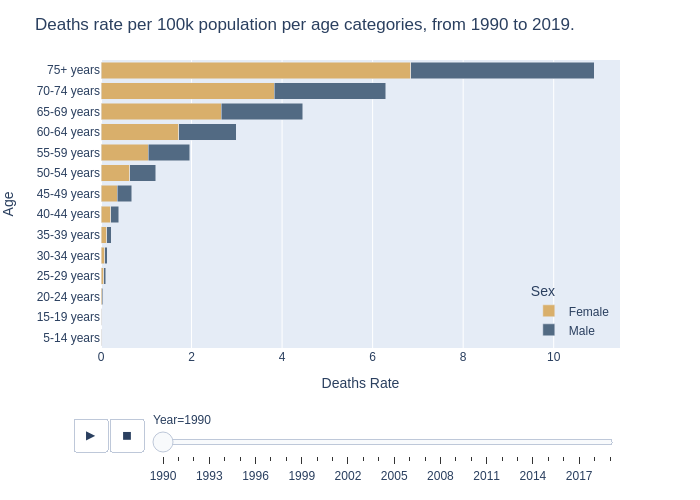 Deaths rate per 100k population per age categories, from 1990 to 2019.
75+ years
70-74 years
65-69 years
60-64 years
55-59 years
50-54 years
45-49 years
40-44 years
35-39 years
30-34 years
25-29 years
20-24 years
15-19 years
5-14 years
Age
Sex
Female
Male
0 2 4 6 8 10
Deaths Rate
Year=1990
1990 1993 1996 1999 2002 2005 2008 2011 2014 2017